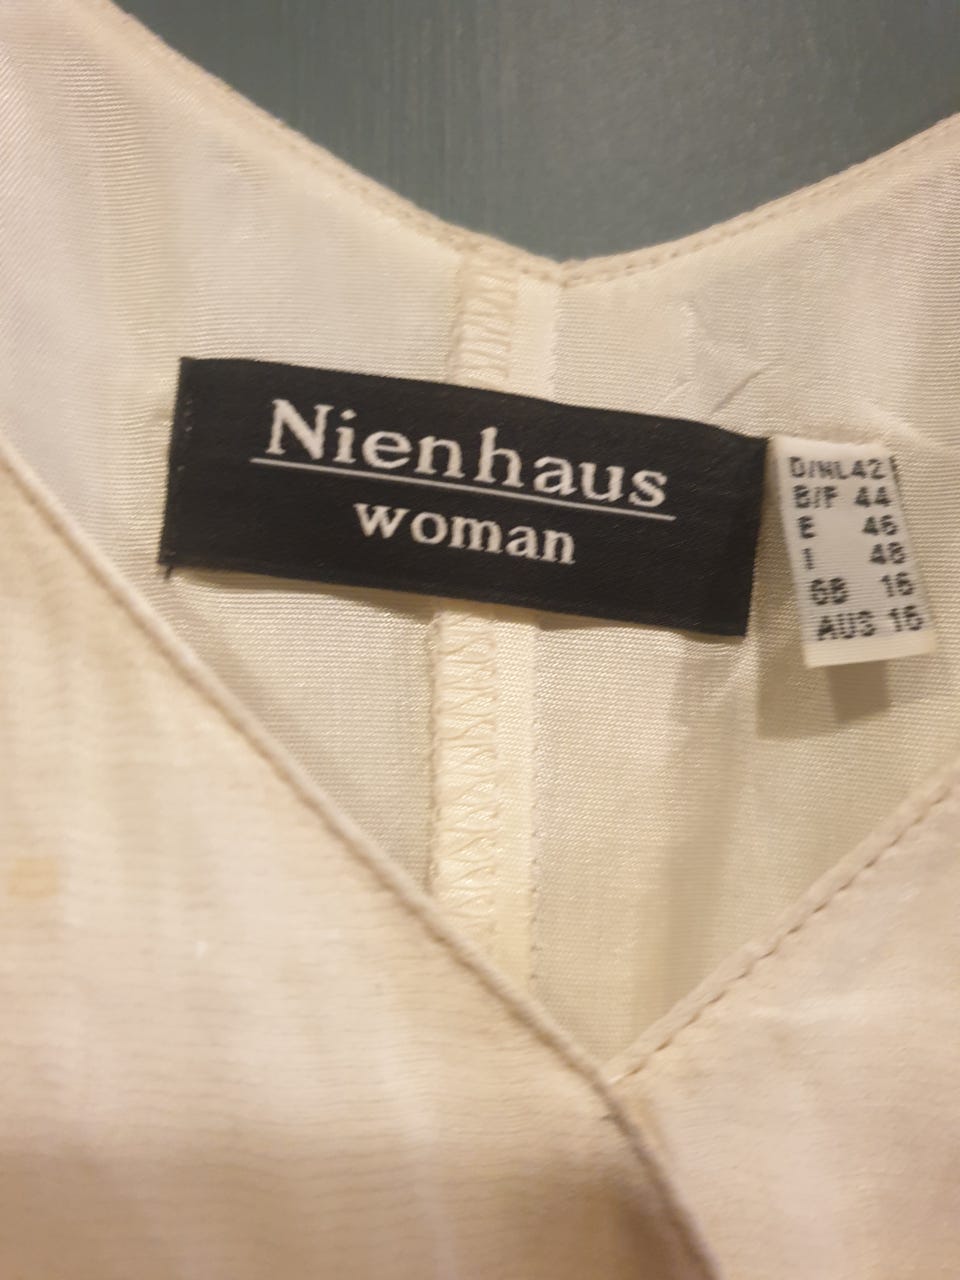 Nienhaus
woman
D/NL 42
B/F 44
E 46
I 48
GB 16
AUS 16